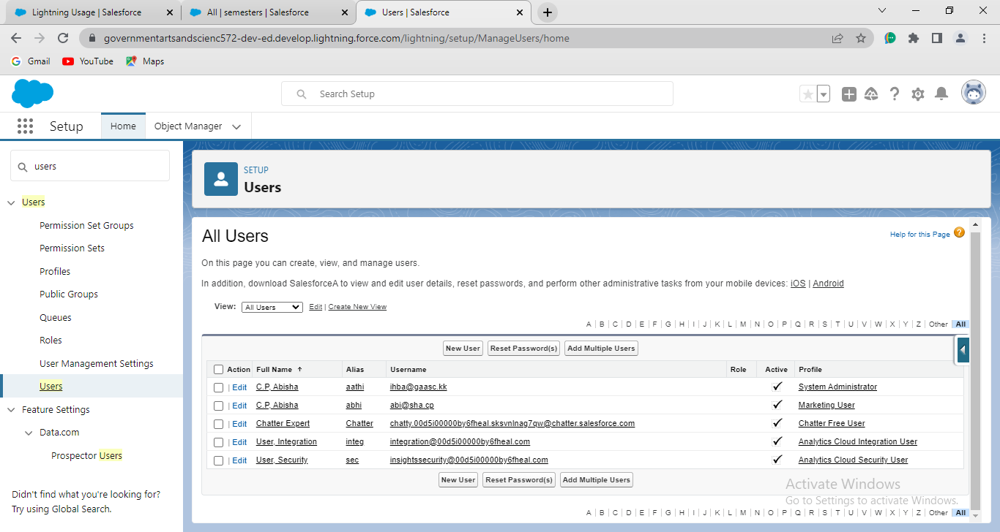 Lightning Usage | Salesforce
All | semesters | Salesforce
Users | Salesforce
governmentartsandscienc572-dev-ed.develop.lightning.force.com/lightning/setup/ManageUsers/home
Gmail YouTube Maps
Search Setup
Setup Home Object Manager
users
Users
Permission Set Groups
Permission Sets
Profiles
Public Groups
Queues
Roles
User Management Settings
Users
Feature Settings
Data.com
Prospector Users
Didn't find what you're looking for?
Try using Global Search.
SETUP
Users
All Users
Help for this Page ?
On this page you can create, view, and manage users.
In addition, download SalesforceA to view and edit user details, reset passwords, and perform other administrative tasks from your mobile devices: iOS | Android
View: All Users Edit | Create New View
A | B | C | D | E | F | G | H | I | J | K | L | M | N | O | P | Q | R | S | T | U | V | W | X | Y | Z | Other All
New User Reset Password(s) Add Multiple Users
Action Full Name ↑ Alias Username Role Active Profile
| Edit C.P, Abisha aathi ihba@gaasc.kk ✓ System Administrator
| Edit C.P, Abisha abhi abi@sha.cp ✓ Marketing User
| Edit Chatter Expert Chatter chatty.00d5i00000by6fheal.sksvnlnag7qw@chatter.salesforce.com ✓ Chatter Free User
| Edit User, Integration integ integration@00d5i00000by6fheal.com ✓ Analytics Cloud Integration User
| Edit User, Security sec insightssecurity@00d5i00000by6fheal.com ✓ Analytics Cloud Security User
New User Reset Password(s) Add Multiple Users
Activate Windows
Go to Settings to activate Windows.
A | B | C | D | E | F | G | H | I | J | K | L | M | N | O | P | Q | R | S | T | U | V | W | X | Y | Z | Other All